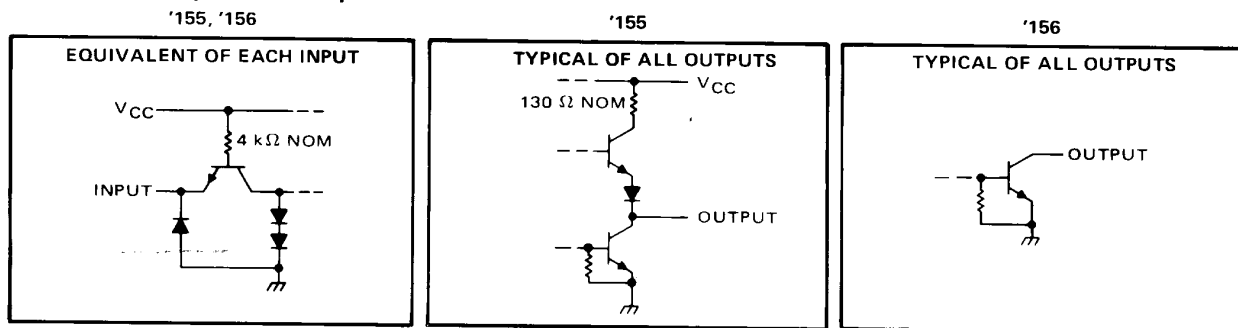 '155, '156
EQUIVALENT OF EACH INPUT
VCC
4 kΩ NOM
INPUT
'155
TYPICAL OF ALL OUTPUTS
VCC
130 Ω NOM
OUTPUT
'156
TYPICAL OF ALL OUTPUTS
OUTPUT